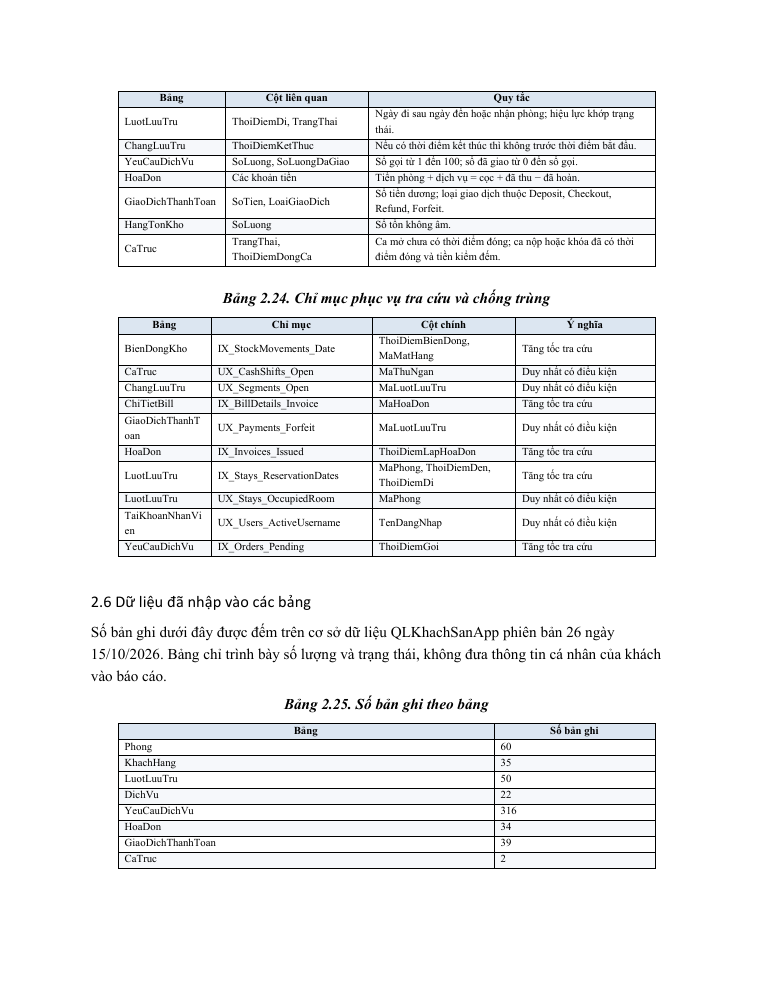 Bảng Cột liên quan Quy tắc
LuotLuuTru ThoiDiemDi, TrangThai Ngày đi sau ngày đến hoặc nhận phòng; hiệu lực khớp trạng
thái.
ChangLuuTru ThoiDiemKetThuc Nếu có thời điểm kết thúc thì không trước thời điểm bắt đầu.
YeuCauDichVu SoLuong, SoLuongDaGiao Số gọi từ 1 đến 100; số đã giao từ 0 đến số gọi.
HoaDon Các khoản tiền Tiền phòng + dịch vụ = cọc + đã thu − đã hoàn.
GiaoDichThanhToan SoTien, LoaiGiaoDich Số tiền dương; loại giao dịch thuộc Deposit, Checkout,
Refund, Forfeit.
HangTonKho SoLuong Số tồn không âm.
CaTruc TrangThai, Ca mở chưa có thời điểm đóng; ca nộp hoặc khóa đã có thời
ThoiDiemDongCa điểm đóng và tiền kiểm đếm.
Bảng 2.24. Chỉ mục phục vụ tra cứu và chống trùng
Bảng Chỉ mục Cột chính Ý nghĩa
BienDongKho IX_StockMovements_Date ThoiDiemBienDong, Tăng tốc tra cứu
MaMatHang
CaTruc UX_CashShifts_Open MaThuNgan Duy nhất có điều kiện
ChangLuuTru UX_Segments_Open MaLuotLuuTru Duy nhất có điều kiện
ChiTietBill IX_BillDetails_Invoice MaHoaDon Tăng tốc tra cứu
GiaoDichThanhT UX_Payments_Forfeit MaLuotLuuTru Duy nhất có điều kiện
oan
HoaDon IX_Invoices_Issued ThoiDiemLapHoaDon Tăng tốc tra cứu
LuotLuuTru IX_Stays_ReservationDates MaPhong, ThoiDiemDen, Tăng tốc tra cứu
ThoiDiemDi
LuotLuuTru UX_Stays_OccupiedRoom MaPhong Duy nhất có điều kiện
TaiKhoanNhanVi UX_Users_ActiveUsername TenDangNhap Duy nhất có điều kiện
en
YeuCauDichVu IX_Orders_Pending ThoiDiemGoi Tăng tốc tra cứu
2.6 Dữ liệu đã nhập vào các bảng
Số bản ghi dưới đây được đếm trên cơ sở dữ liệu QLKhachSanApp phiên bản 26 ngày
15/10/2026. Bảng chỉ trình bày số lượng và trạng thái, không đưa thông tin cá nhân của khách
vào báo cáo.
Bảng 2.25. Số bản ghi theo bảng
Bảng Số bản ghi
Phong 60
KhachHang 35
LuotLuuTru 50
DichVu 22
YeuCauDichVu 316
HoaDon 34
GiaoDichThanhToan 39
CaTruc 2